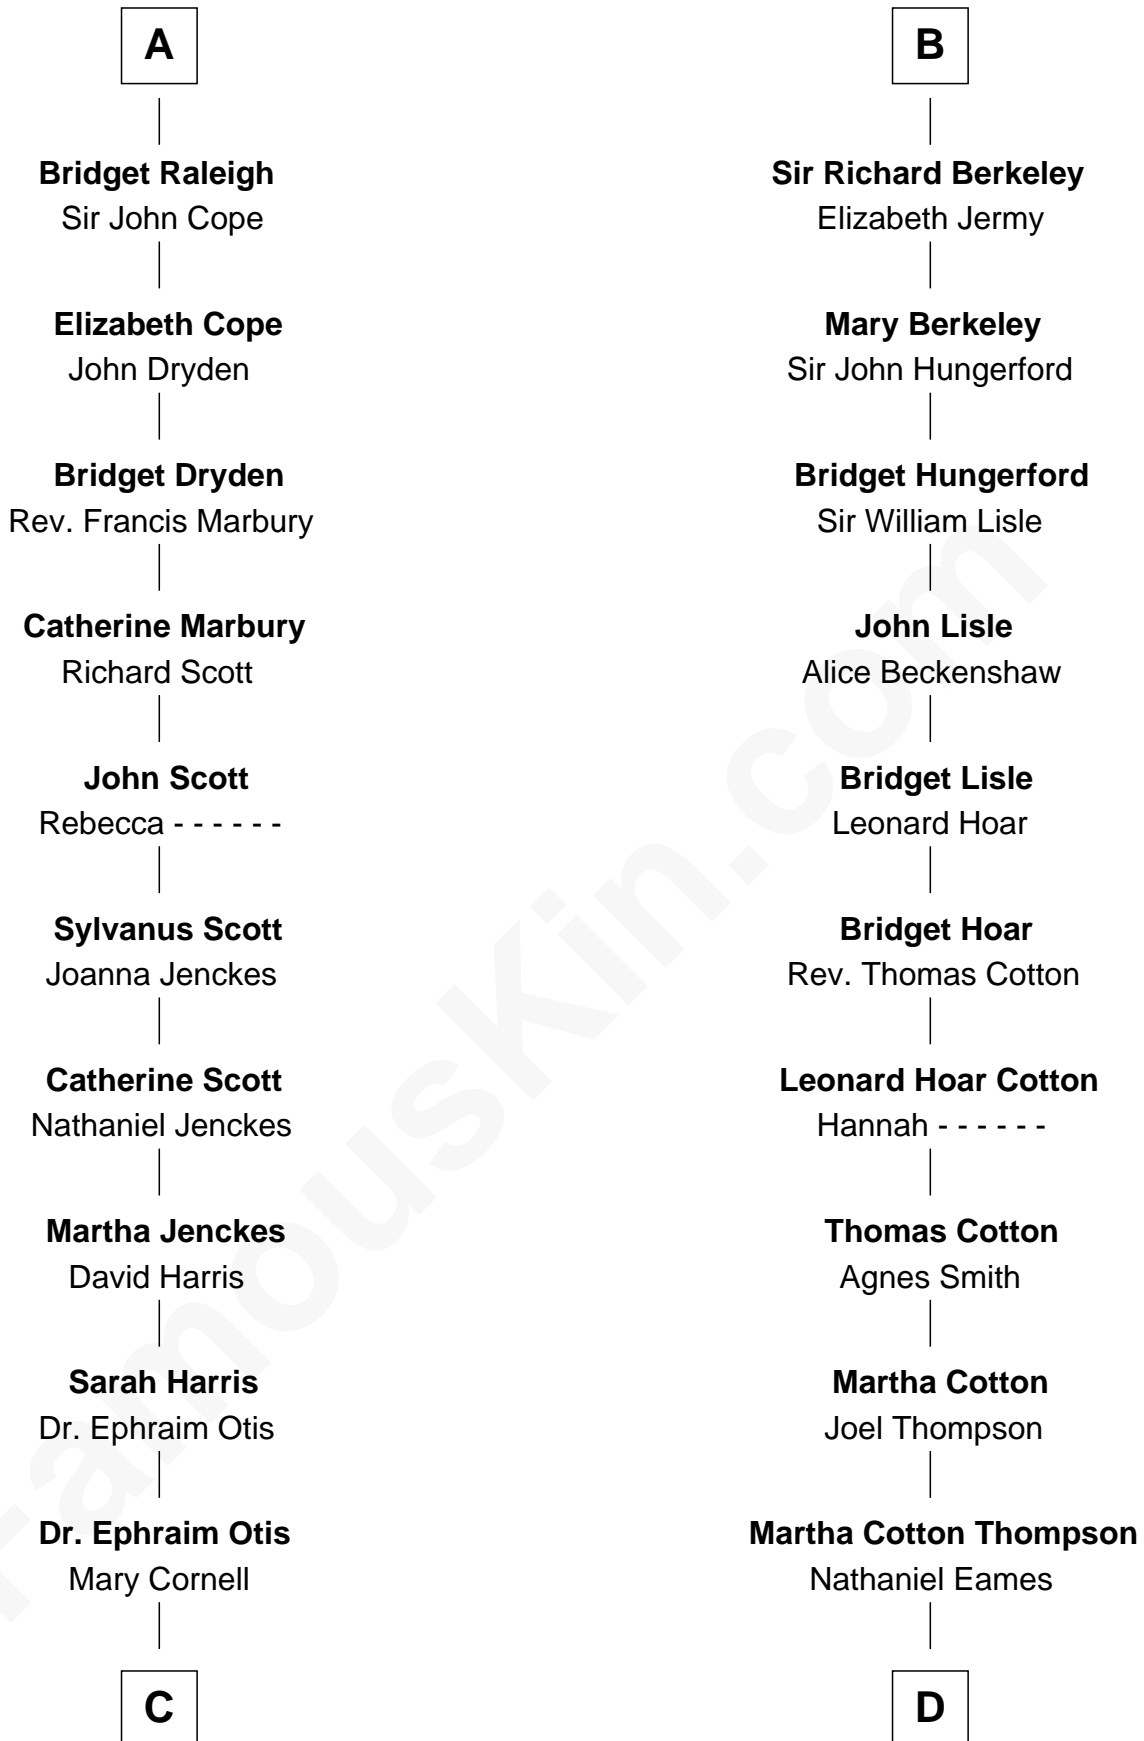 A
Bridget Raleigh
Sir John Cope
Elizabeth Cope
John Dryden
Bridget Dryden
Rev. Francis Marbury
Catherine Marbury
Richard Scott
John Scott
Rebecca - - - - - -
Sylvanus Scott
Joanna Jenckes
Catherine Scott
Nathaniel Jenckes
Martha Jenckes
David Harris
Sarah Harris
Dr. Ephraim Otis
Dr. Ephraim Otis
Mary Cornell
C
B
Sir Richard Berkeley
Elizabeth Jermy
Mary Berkeley
Sir John Hungerford
Bridget Hungerford
Sir William Lisle
John Lisle
Alice Beckenshaw
Bridget Lisle
Leonard Hoar
Bridget Hoar
Rev. Thomas Cotton
Leonard Hoar Cotton
Hannah - - - - - -
Thomas Cotton
Agnes Smith
Martha Cotton
Joel Thompson
Martha Cotton Thompson
Nathaniel Eames
D
FamousKin.com